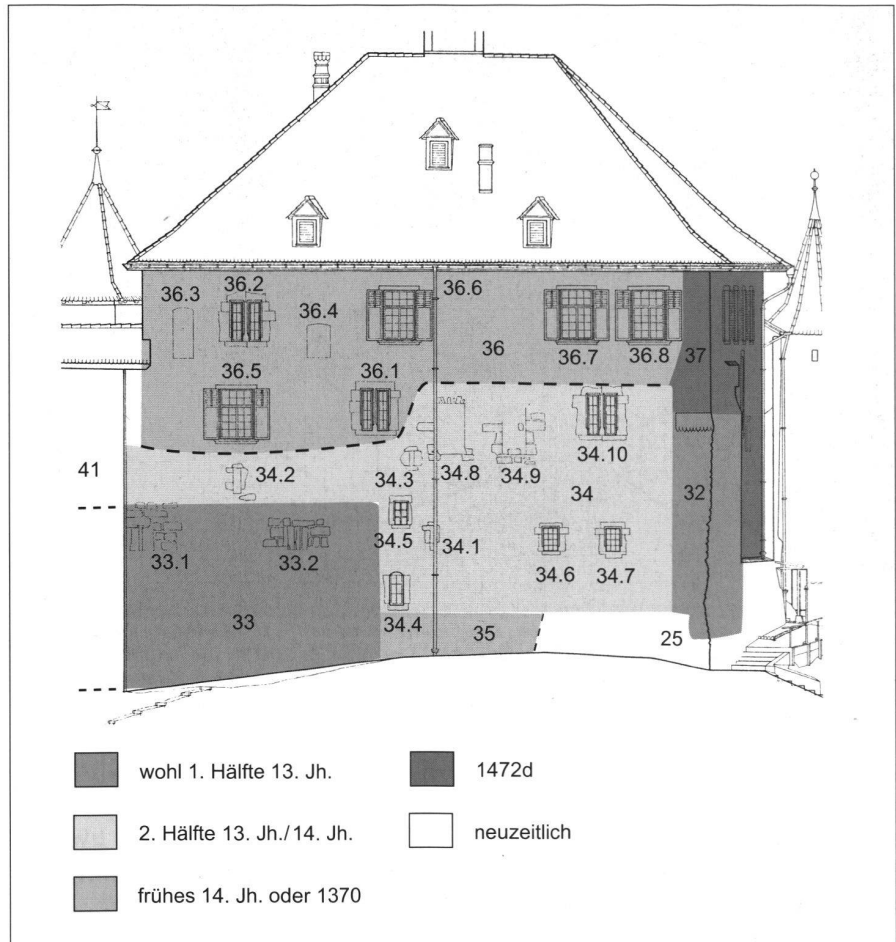 36.3 36.2 36.4 36.6
36 36.7 36.8 37
36.5 36.1
41 34.2 34.3 34.8 34.9 34.10
34 32
33.1 33.2 34.5 34.1 34.6 34.7
33 34.4 35 25
wohl 1. Hälfte 13. Jh.
1472d
2. Hälfte 13. Jh./14. Jh.
neuzeitlich
frühes 14. Jh. oder 1370